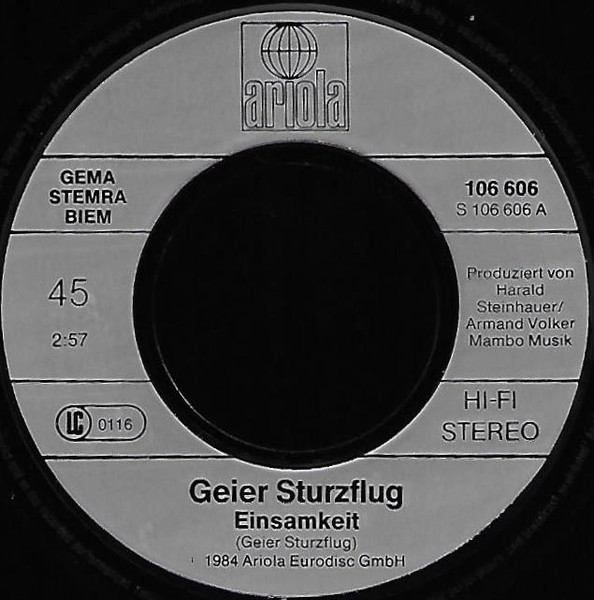 ariola
GEMA
STEMRA
BIEM
106 606
S 106 606 A
45
2:57
Produziert von
Harald
Steinhauer/
Armand Volker
Mambo Musik
LC 0116
HI-FI
STEREO
Geier Sturzflug
Einsamkeit
(Geier Sturzflug)
1984 Ariola Eurodisc GmbH